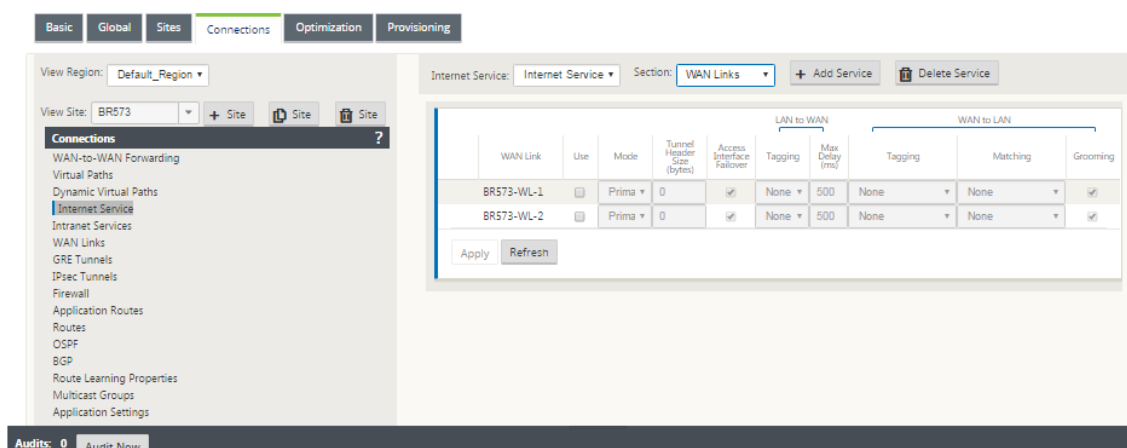 Basic Global Sites Connections Optimization Provisioning
View Region: Default_Region
Internet Service: Internet Service Section: WAN Links + Add Service Delete Service
View Site: BR573 + Site Site Site
Connections ?
WAN-to-WAN Forwarding
Virtual Paths
Dynamic Virtual Paths
Internet Service
Intranet Services
WAN Links
GRE Tunnels
IPsec Tunnels
Firewall
Application Routes
Routes
OSPF
BGP
Route Learning Properties
Multicast Groups
Application Settings
LAN to WAN WAN to LAN
WAN Link Use Mode Tunnel Header Size (bytes) Access Interface Failover Tagging Max Delay (ms) Tagging Matching Grooming
BR573-WL-1 Prima 0 None 500 None None
BR573-WL-2 Prima 0 None 500 None None
Apply Refresh
Audits: 0 Audit Now